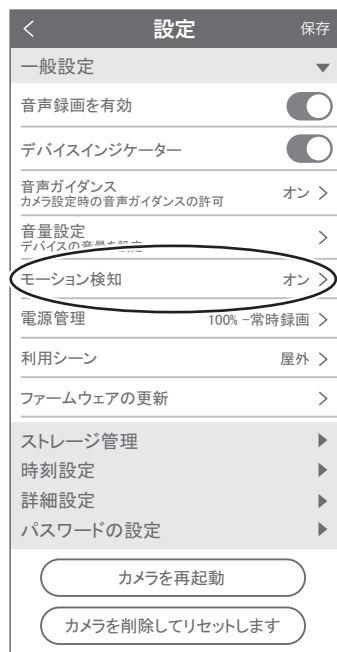 設定
保存
一般設定
音声録画を有効
デバイスインジケーター
音声ガイダンス
オン
カメラ設定時の音声ガイダンスの許可
音量設定
デバイスの音量を設定
モーション検知
オン
電源管理
100% −常時録画
利用シーン
屋外
ファームウェアの更新
ストレージ管理
時刻設定
詳細設定
パスワードの設定
カメラを再起動
カメラを削除してリセットします